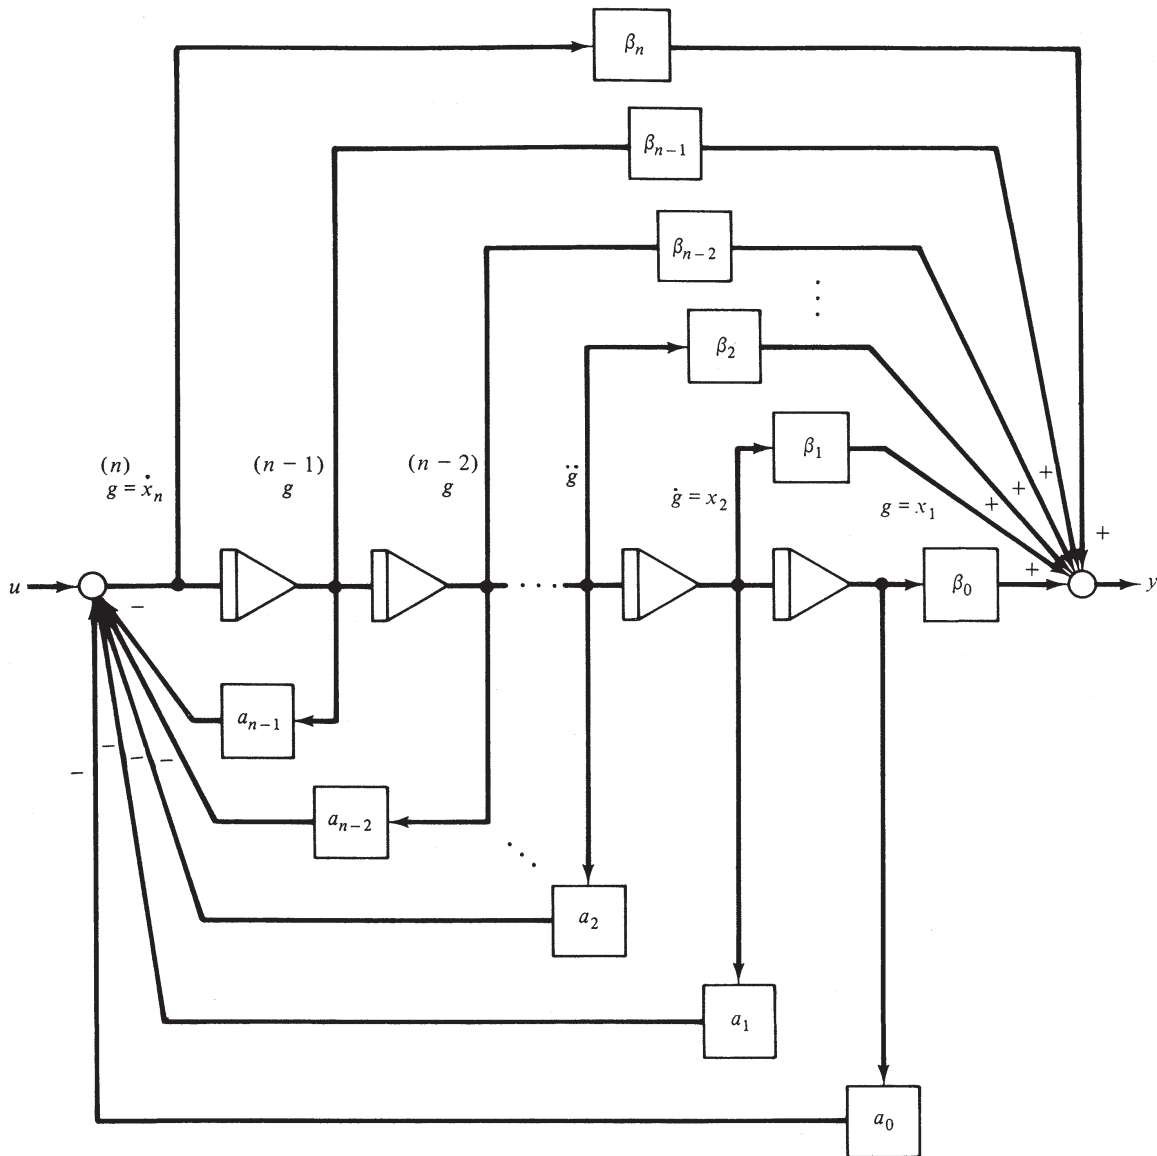 βₙ
βₙ₋₁
βₙ₋₂
⋮
β₂
β₁
(n)
g = ẋₙ
(n − 1)
g
(n − 2)
g
g̈
ġ = x₂
g = x₁
+
+
+
+
+
u
−
· · · ·
β₀
y
aₙ₋₁
−
−
−
−
aₙ₋₂
⋱
a₂
a₁
a₀